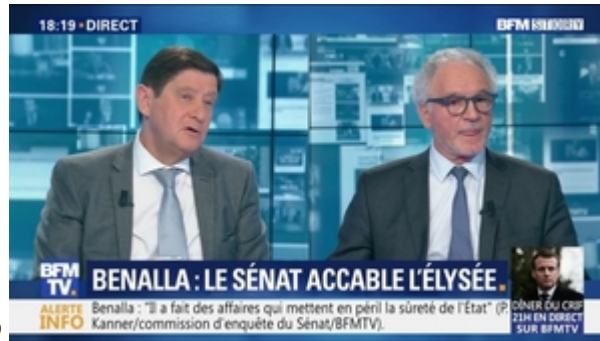 18:19 • DIRECT
BFM STORY
BFM
TV.
BENALLA : LE SÉNAT ACCABLE L'ÉLYSÉE.
ALERTE
INFO
Benalla : "Il a fait des affaires qui mettent en péril la sûreté de l'État" (P.
Kanner/commission d'enquête du Sénat/BFMTV).
DÎNER DU CRIF
21H EN DIRECT
SUR BFMTV